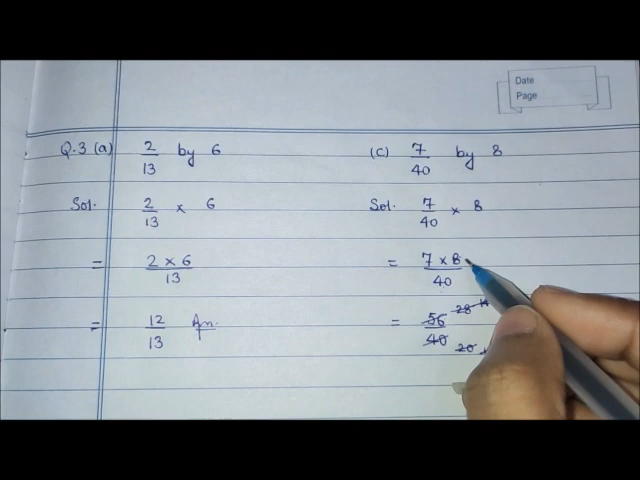 Date
Page
Q.3 (a) 2/13 by 6
Sol. 2/13 × 6
= 2 × 6/13
= 12/13 An.
(C) 7/40 by 8
Sol. 7/40 × 8
= 7 × 8/40
= 56/40 28 20